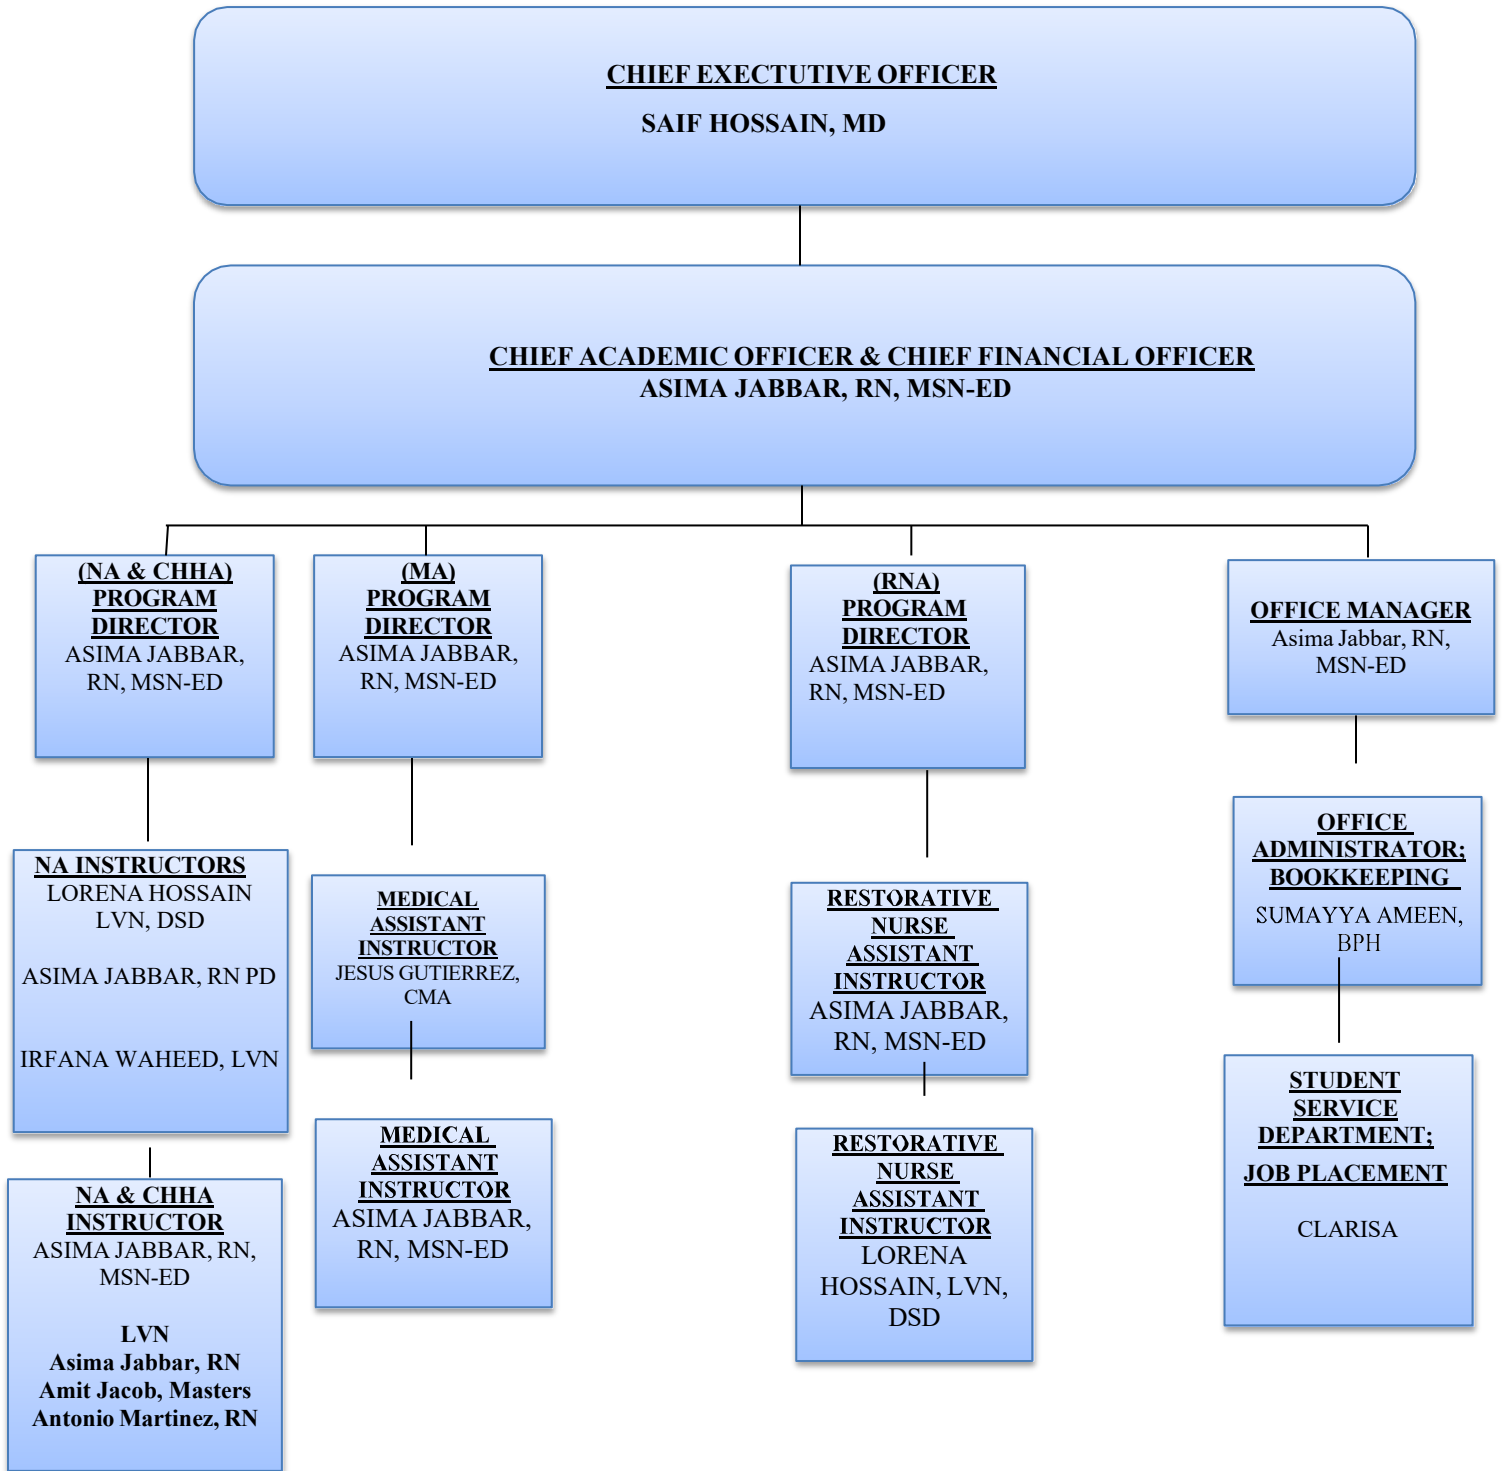 CHIEF EXECTUTIVE OFFICER
SAIF HOSSAIN, MD
CHIEF ACADEMIC OFFICER & CHIEF FINANCIAL OFFICER
ASIMA JABBAR, RN, MSN-ED
(NA & CHHA)
PROGRAM
DIRECTOR
ASIMA JABBAR,
RN, MSN-ED
(MA)
PROGRAM
DIRECTOR
ASIMA JABBAR,
RN, MSN-ED
(RNA)
PROGRAM
DIRECTOR
ASIMA JABBAR,
RN, MSN-ED
OFFICE MANAGER
Asima Jabbar, RN,
MSN-ED
NA INSTRUCTORS
LORENA HOSSAIN
LVN, DSD
ASIMA JABBAR, RN PD
IRFANA WAHEED, LVN
MEDICAL
ASSISTANT
INSTRUCTOR
JESUS GUTIERREZ,
CMA
RESTORATIVE
NURSE
ASSISTANT
INSTRUCTOR
ASIMA JABBAR,
RN, MSN-ED
OFFICE
ADMINISTRATOR;
BOOKKEEPING
SUMAYYA AMEEN,
BPH
NA & CHHA
INSTRUCTOR
ASIMA JABBAR, RN,
MSN-ED
LVN
Asima Jabbar, RN
Amit Jacob, Masters
Antonio Martinez, RN
MEDICAL
ASSISTANT
INSTRUCTOR
ASIMA JABBAR,
RN, MSN-ED
RESTORATIVE
NURSE
ASSISTANT
INSTRUCTOR
LORENA
HOSSAIN, LVN,
DSD
STUDENT
SERVICE
DEPARTMENT;
JOB PLACEMENT
CLARISA